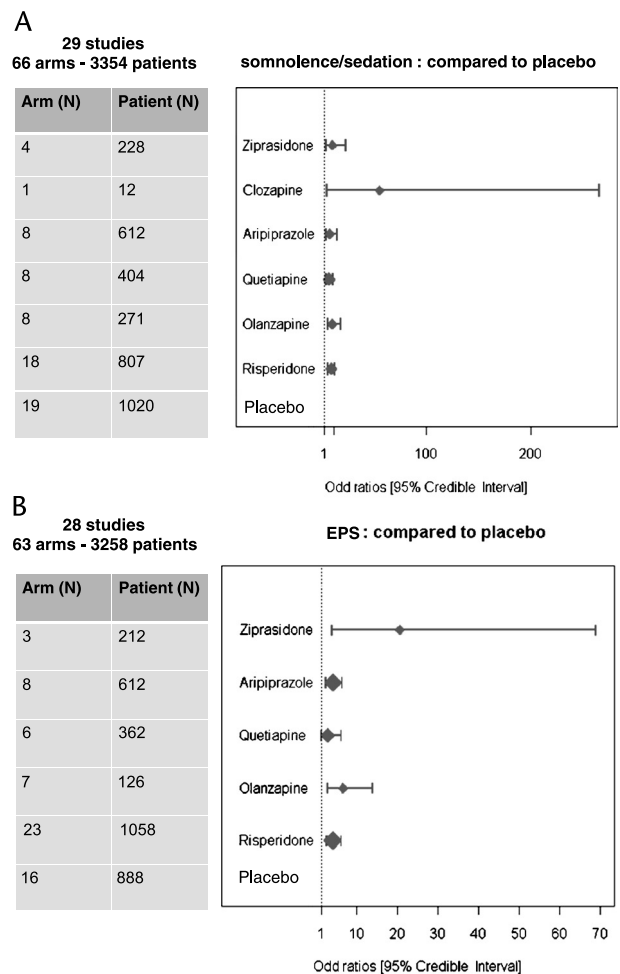 A
29 studies
66 arms - 3354 patients
somnolence/sedation : compared to placebo
Arm (N) Patient (N)
4 228
1 12
8 612
8 404
8 271
18 807
19 1020
Ziprasidone
Clozapine
Aripiprazole
Quetiapine
Olanzapine
Risperidone
Placebo
1 100 200
Odd ratios [95% Credible Interval]
B
28 studies
63 arms - 3258 patients
EPS : compared to placebo
Arm (N) Patient (N)
3 212
8 612
6 362
7 126
23 1058
16 888
Ziprasidone
Aripiprazole
Quetiapine
Olanzapine
Risperidone
Placebo
1 10 20 30 40 50 60 70
Odd ratios [95% Credible Interval]